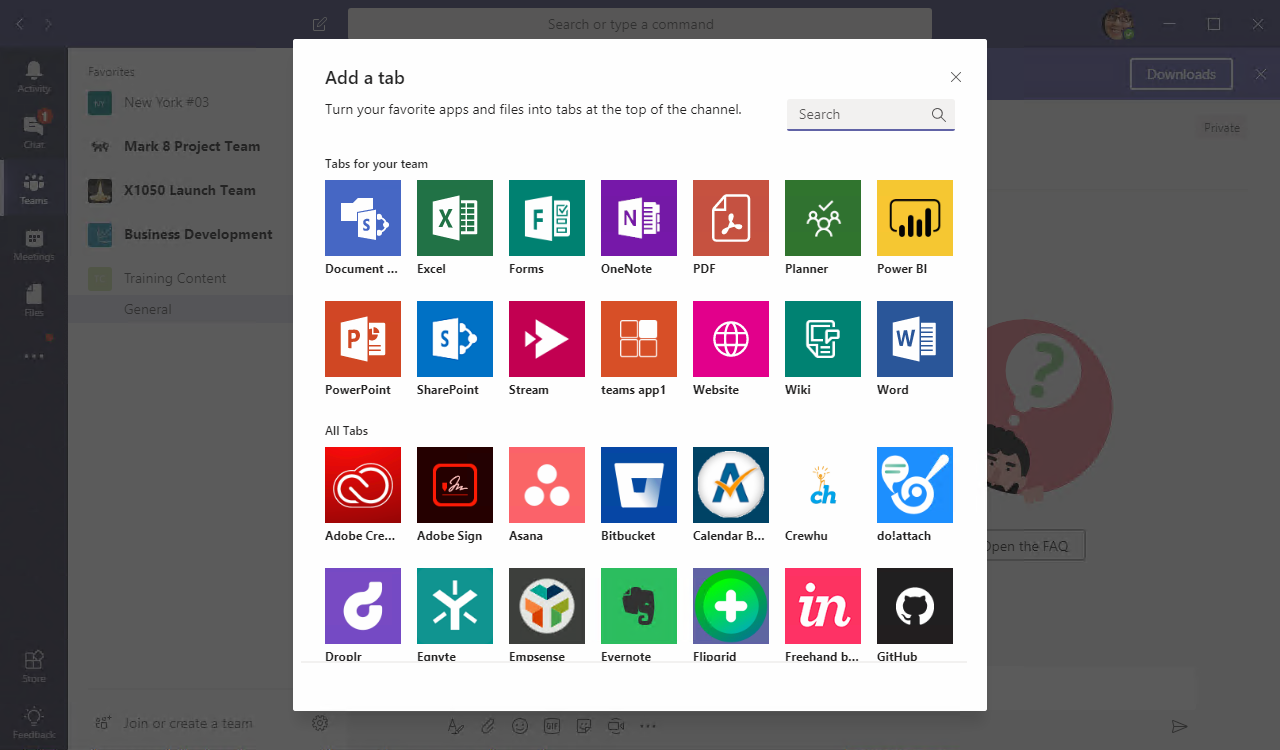 Search or type a command
Activity
Chat
1
Teams
Meetings
Files
Store
Feedback
Favorites
NY
New York #03
Mark 8 Project Team
X1050 Launch Team
Business Development
Training Content
General
Join or create a team
Downloads
Private
Open the FAQ
GIF
Add a tab
Turn your favorite apps and files into tabs at the top of the channel.
Search
Tabs for your team
Document ...
Excel
Forms
OneNote
PDF
Planner
Power BI
PowerPoint
SharePoint
Stream
teams app1
Website
Wiki
Word
All Tabs
Adobe Cre...
Adobe Sign
Asana
Bitbucket
Calendar B...
ch
Crewhu
do!attach
Droplr
Egnyte
Empsense
Evernote
Flipgrid
in
Freehand b...
GitHub